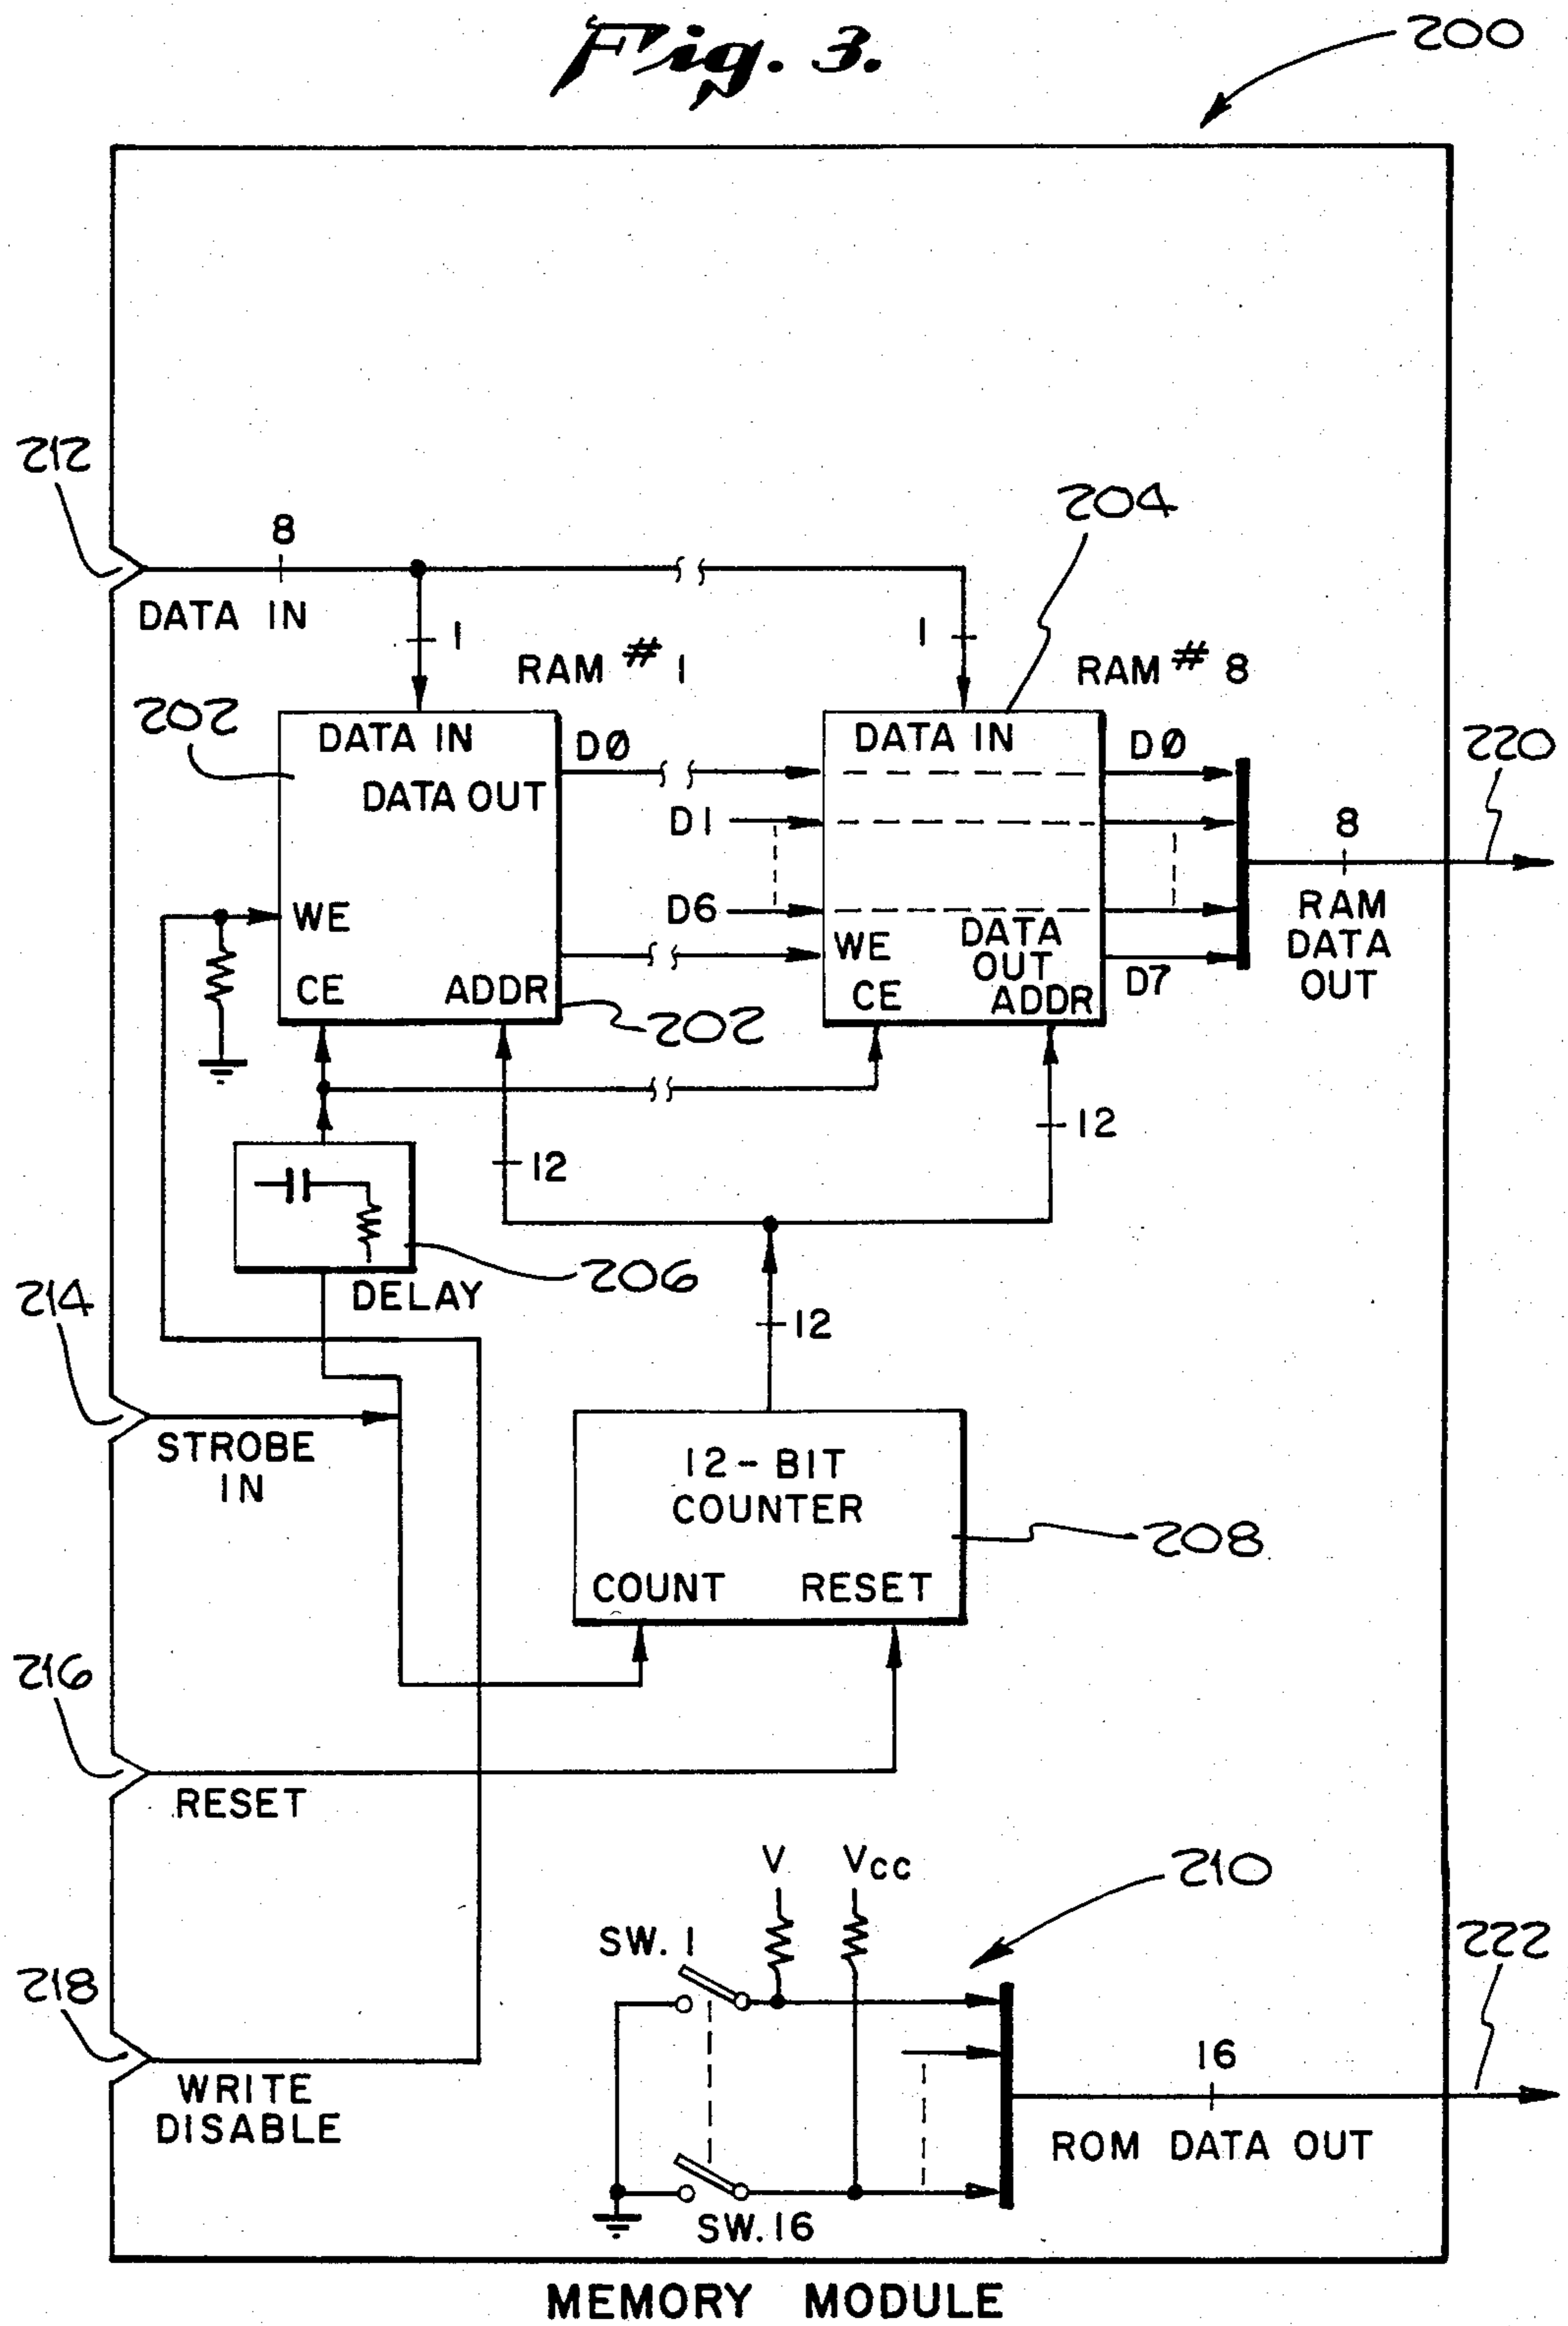 Fig. 3.
200
212
8
204
DATA IN
1
1
RAM # 1
RAM # 8
202
DATA IN
DATA IN
DØ
DØ
220
DATA OUT
D1
8
D6
RAM
DATA
OUT
WE
WE
DATA
OUT
D7
CE
ADDR
CE
ADDR
202
12
12
206
214
DELAY
12
STROBE
IN
12-BIT
COUNTER
208
COUNT
RESET
216
RESET
V
VCC
210
SW. 1
222
218
16
WRITE
DISABLE
ROM DATA OUT
SW. 16
MEMORY MODULE